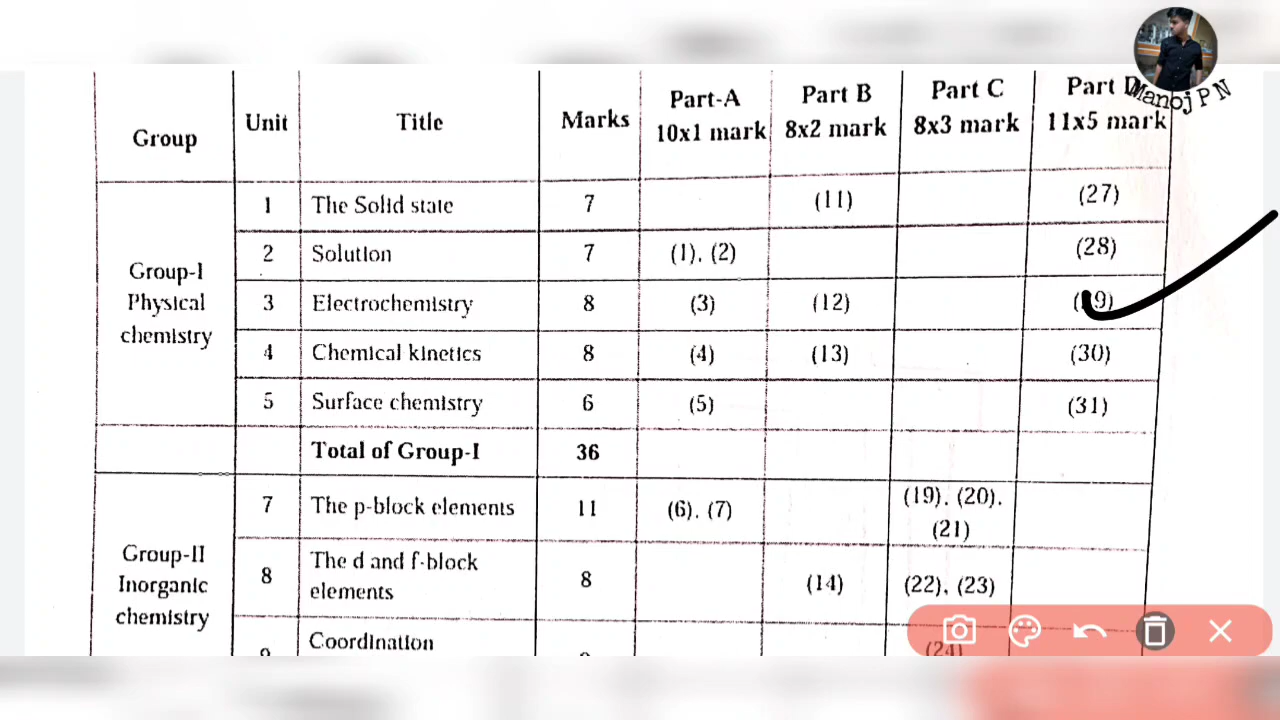 Manoj P N
Group Unit Title Marks Part-A 10x1 mark Part B 8x2 mark Part C 8x3 mark Part D 11x5 mark
Group-I Physical chemistry
1 The Solid state 7 (11) (27)
2 Solution 7 (1), (2) (28)
3 Electrochemistry 8 (3) (12)
4 Chemical kinetics 8 (4) (13) (30)
5 Surface chemistry 6 (5) (31)
Total of Group-I 36
Group-II Inorganic chemistry
7 The p-block elements 11 (6), (7) (19), (20), (21)
8 The d and f-block elements 8 (14) (22), (23)
Coordination